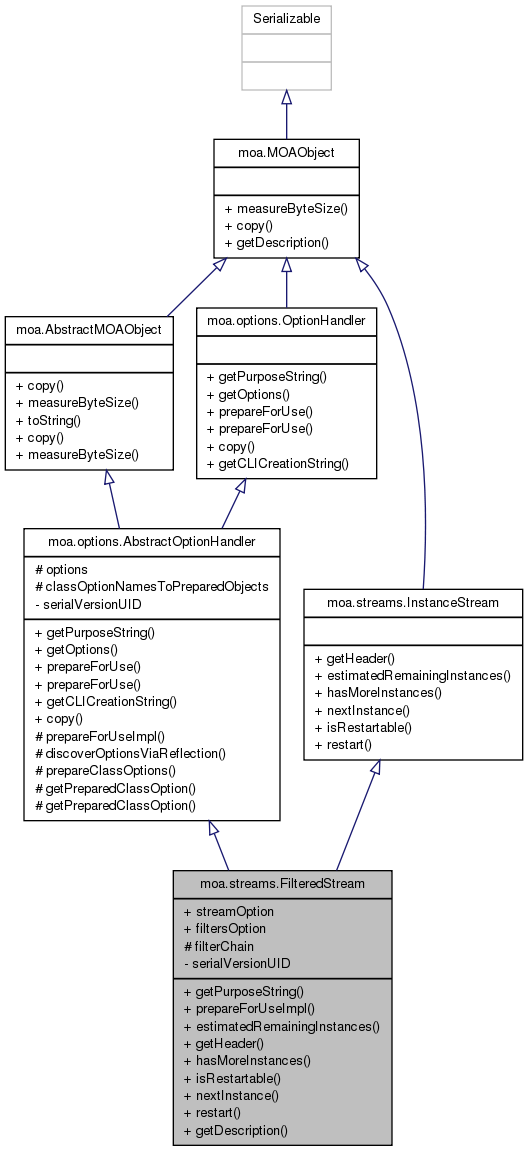 Serializable
moa.MOAObject
+ measureByteSize()
+ copy()
+ getDescription()
moa.AbstractMOAObject
+ copy()
+ measureByteSize()
+ toString()
+ copy()
+ measureByteSize()
moa.options.OptionHandler
+ getPurposeString()
+ getOptions()
+ prepareForUse()
+ prepareForUse()
+ copy()
+ getCLICreationString()
moa.options.AbstractOptionHandler
# options
# classOptionNamesToPreparedObjects
- serialVersionUID
+ getPurposeString()
+ getOptions()
+ prepareForUse()
+ prepareForUse()
+ getCLICreationString()
+ copy()
# prepareForUseImpl()
# discoverOptionsViaReflection()
# prepareClassOptions()
# getPreparedClassOption()
# getPreparedClassOption()
moa.streams.InstanceStream
+ getHeader()
+ estimatedRemainingInstances()
+ hasMoreInstances()
+ nextInstance()
+ isRestartable()
+ restart()
moa.streams.FilteredStream
+ streamOption
+ filtersOption
# filterChain
- serialVersionUID
+ getPurposeString()
+ prepareForUseImpl()
+ estimatedRemainingInstances()
+ getHeader()
+ hasMoreInstances()
+ isRestartable()
+ nextInstance()
+ restart()
+ getDescription()